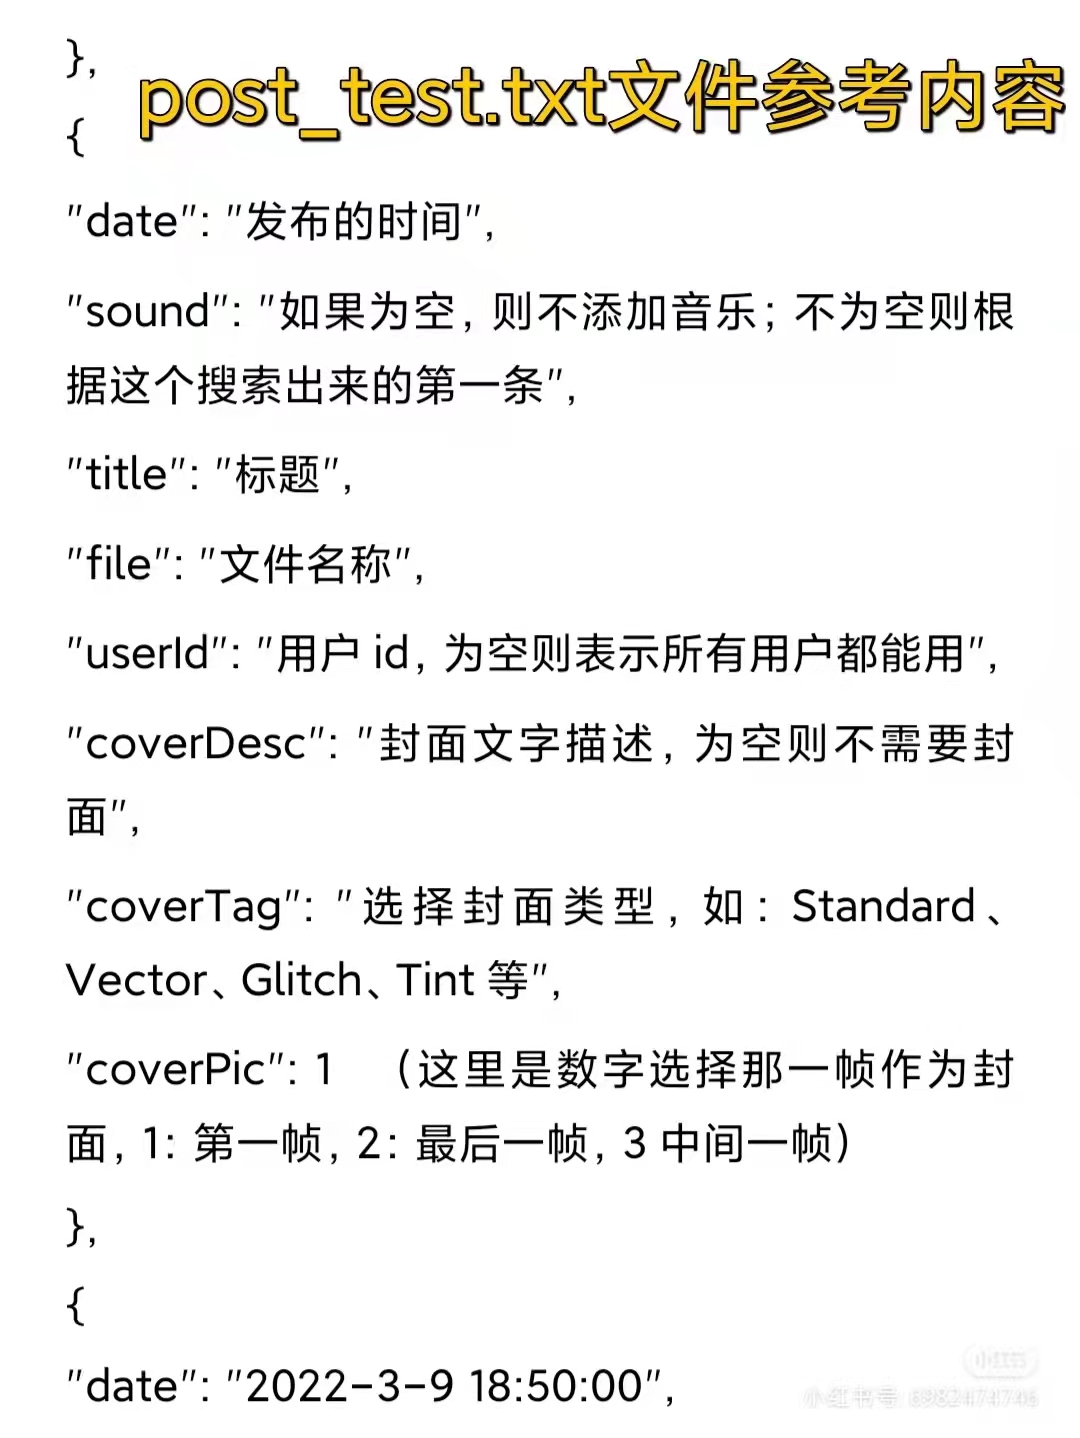 },
post_test.txt文件参考内容
{
"date": "发布的时间",
"sound": "如果为空，则不添加音乐；不为空则根
据这个搜索出来的第一条",
"title": "标题",
"file": "文件名称",
"userId": "用户 id，为空则表示所有用户都能用",
"coverDesc": "封面文字描述，为空则不需要封
面",
"coverTag": "选择封面类型，如：Standard、
Vector、Glitch、Tint 等",
"coverPic": 1 （这里是数字选择那一帧作为封
面，1：第一帧，2：最后一帧，3 中间一帧）
},
{
"date": "2022-3-9 18:50:00",
小红书
小红书号: 6982474746